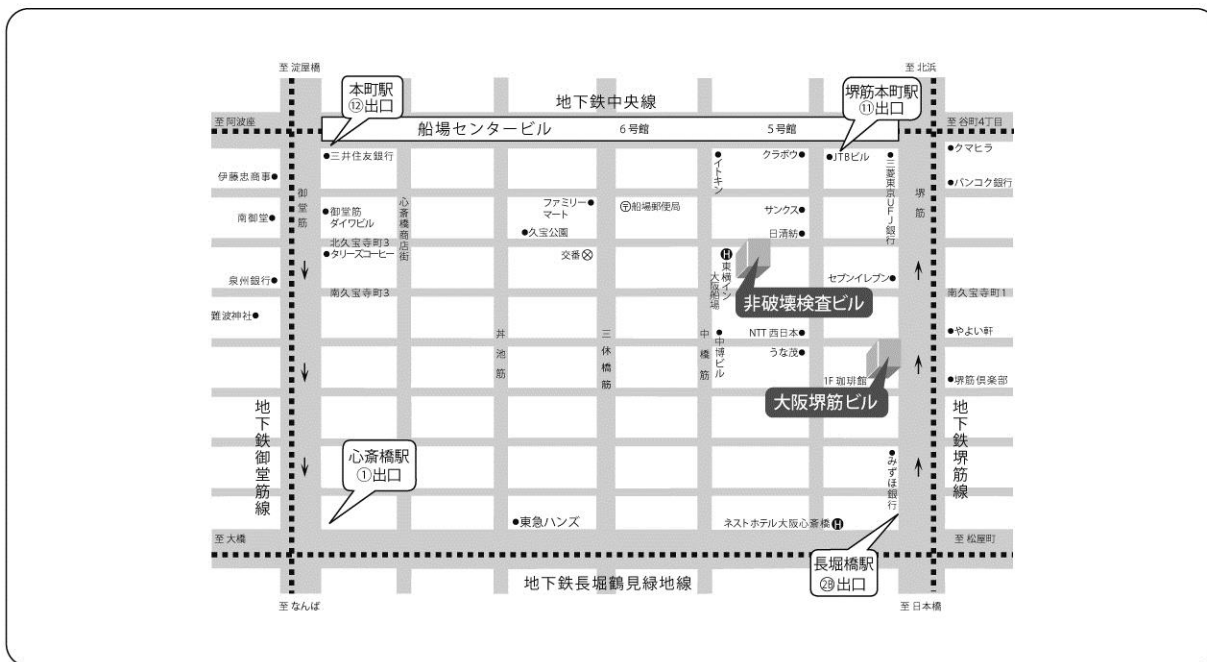 至 淀屋橋
至 北浜
本町駅
⑫出口
地下鉄中央線
堺筋本町駅
⑪出口
至 阿波座
船場センタービル
6号館
5号館
至 谷町4丁目
三井住友銀行
イトキン
クラボウ
JTBビル
三菱東京UFJ銀行
クマヒラ
伊藤忠商事
バンコク銀行
御堂筋
心斎橋商店街
堺筋
南御堂
御堂筋
ダイワビル
ファミリー
マート
〒船場郵便局
サンクス
久宝公園
日清紡
北久宝寺町3
タリーズコーヒー
交番
H
東横イン
大阪船場
泉州銀行
セブンイレブン
南久宝寺町3
非破壊検査ビル
南久宝寺町1
難波神社
丼池筋
三休橋筋
中橋筋
中博ビル
NTT西日本
うな茂
やよい軒
1F 珈琲館
堺筋倶楽部
大阪堺筋ビル
地下鉄御堂筋線
地下鉄堺筋線
心斎橋駅
①出口
みずほ銀行
東急ハンズ
ネストホテル大阪心斎橋 H
至 大橋
至 松屋町
長堀橋駅
㉘出口
地下鉄長堀鶴見緑地線
至 なんば
至 日本橋